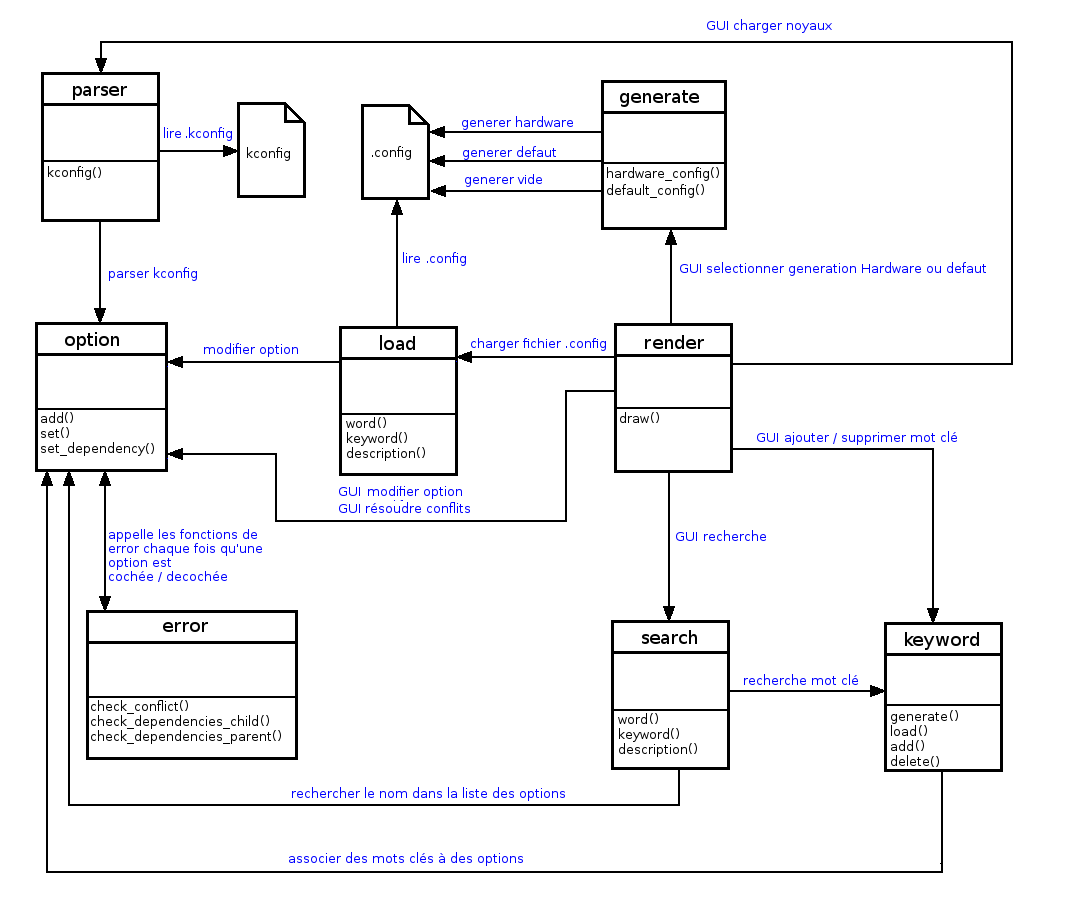 GUI charger noyaux
parser
kconfig()
lire .kconfig
kconfig
.config
generer hardware
generer defaut
generer vide
generate
hardware_config()
default_config()
parser kconfig
lire .config
GUI selectionner generation Hardware ou defaut
option
add()
set()
set_dependency()
modifier option
load
word()
keyword()
description()
charger fichier .config
render
draw()
GUI ajouter / supprimer mot clé
GUI modifier option
GUI résoudre conflits
appelle les fonctions de
error chaque fois qu'une
option est
cochée / decochée
GUI recherche
error
check_conflict()
check_dependencies_child()
check_dependencies_parent()
search
word()
keyword()
description()
recherche mot clé
keyword
generate()
load()
add()
delete()
rechercher le nom dans la liste des options
associer des mots clés à des options